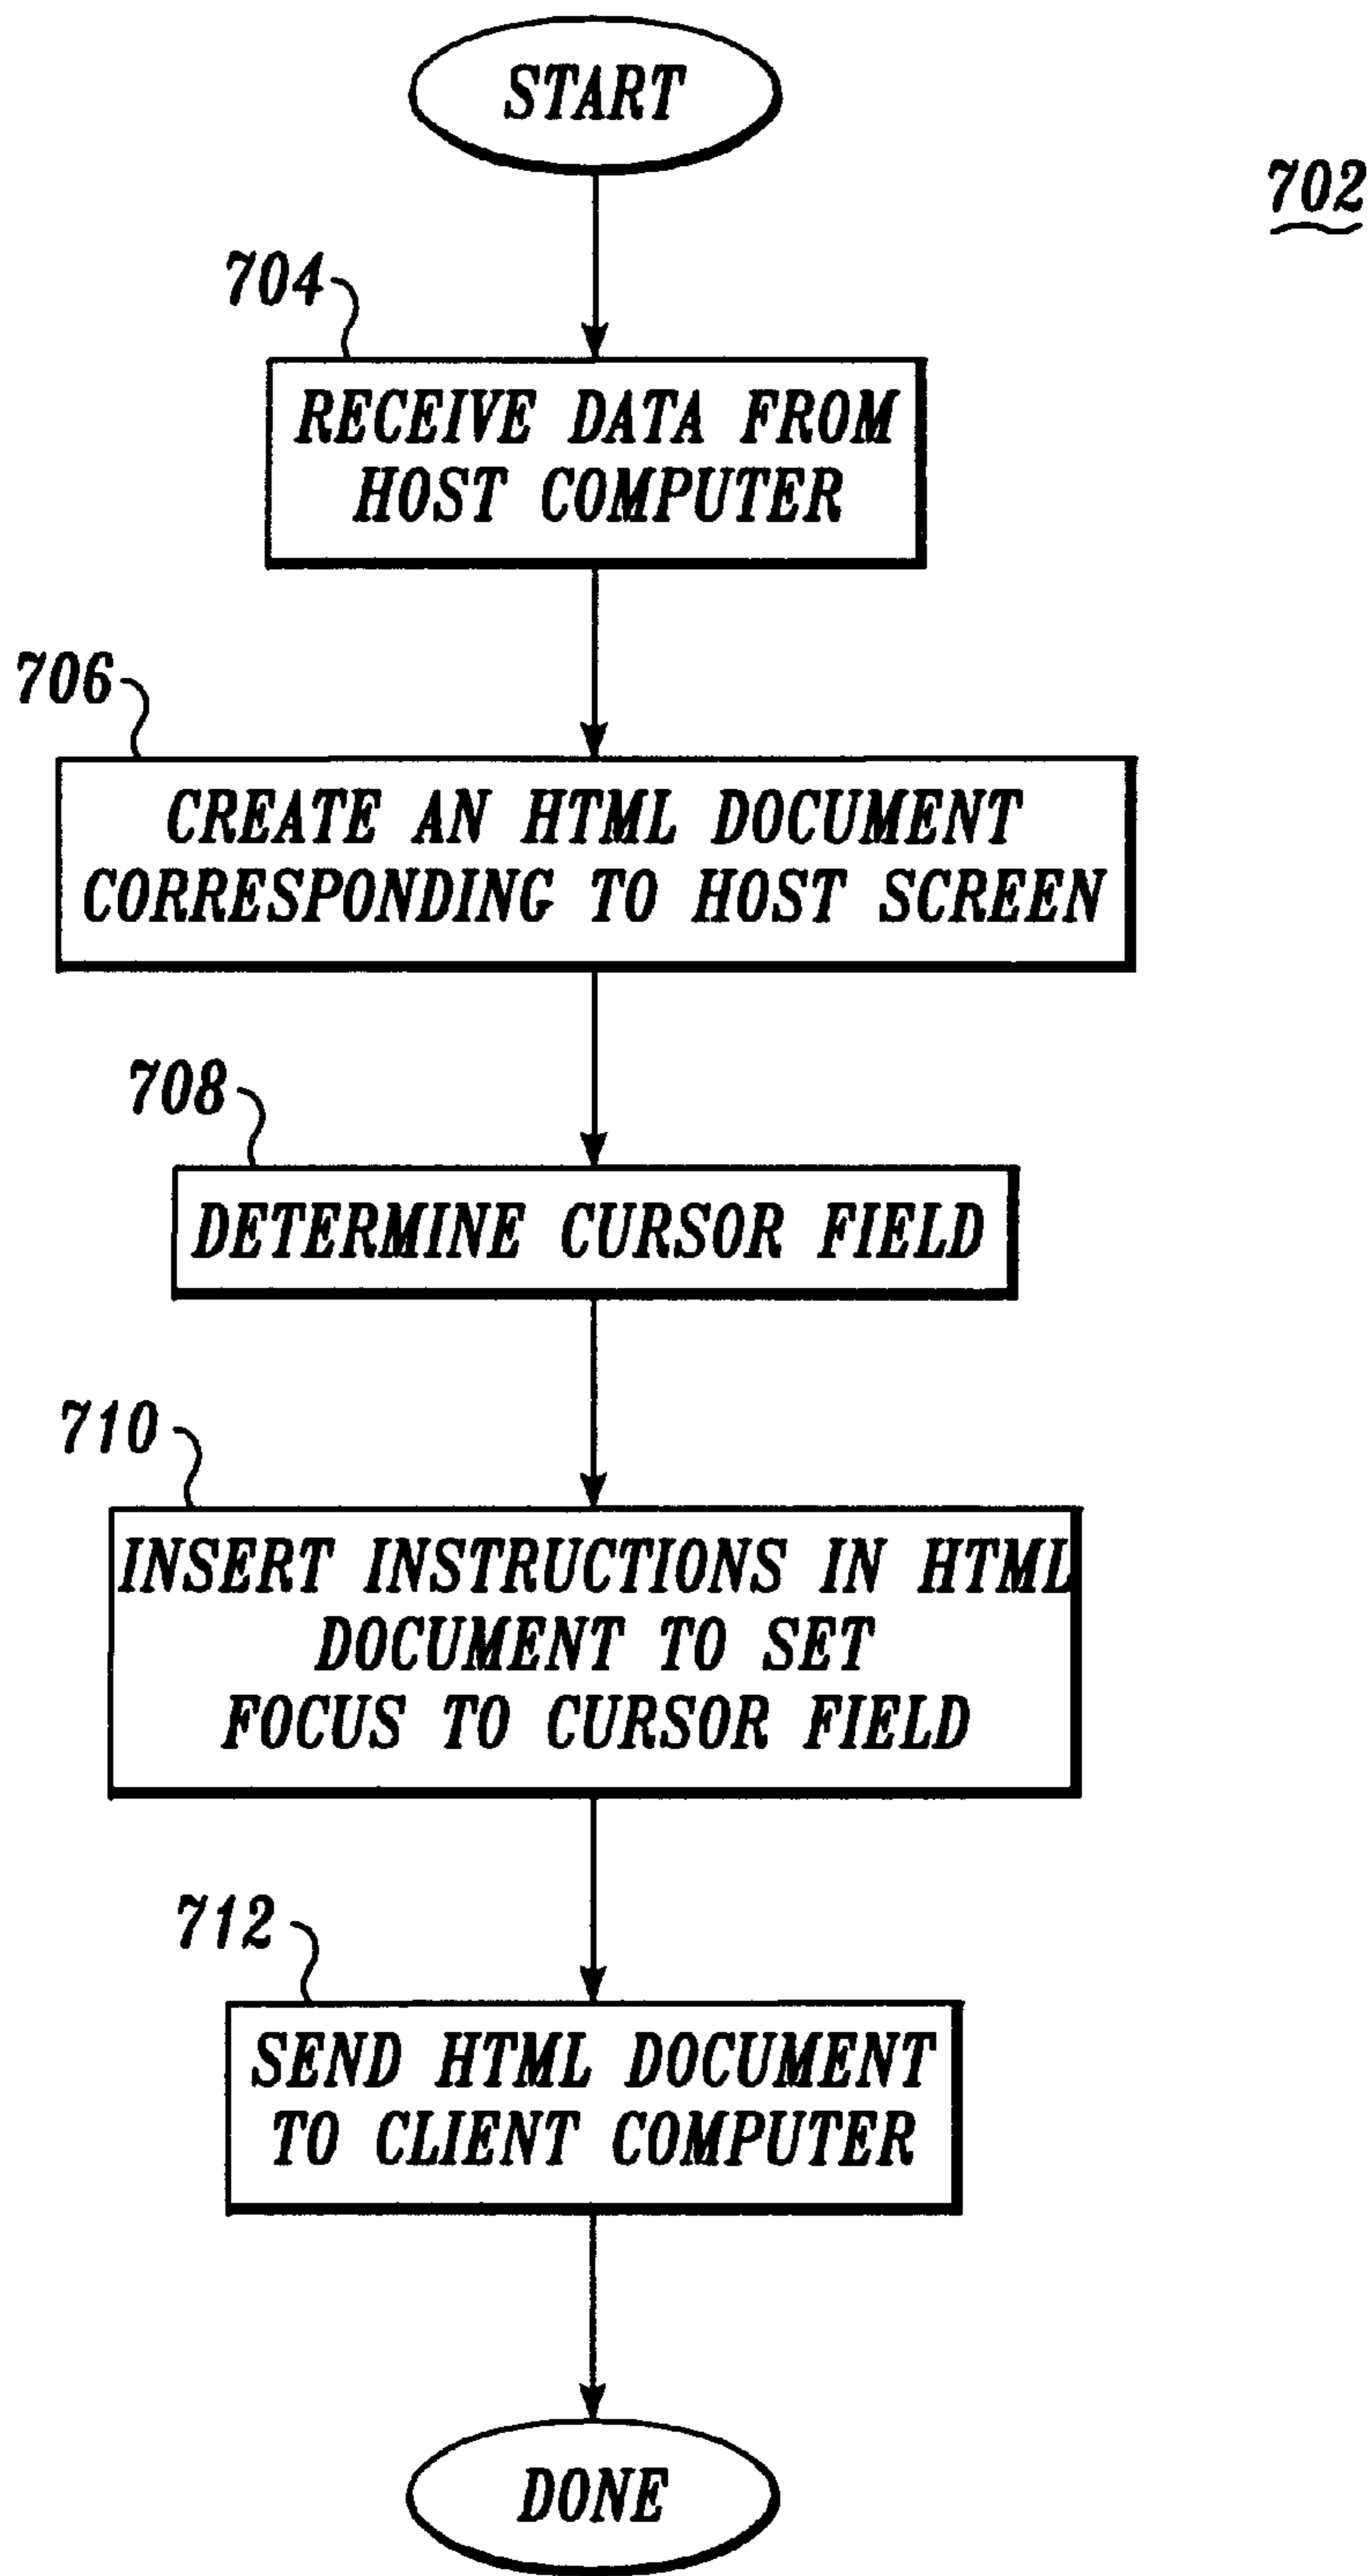 START
702
704
RECEIVE DATA FROM
HOST COMPUTER
706
CREATE AN HTML DOCUMENT
CORRESPONDING TO HOST SCREEN
708
DETERMINE CURSOR FIELD
710
INSERT INSTRUCTIONS IN HTML
DOCUMENT TO SET
FOCUS TO CURSOR FIELD
712
SEND HTML DOCUMENT
TO CLIENT COMPUTER
DONE